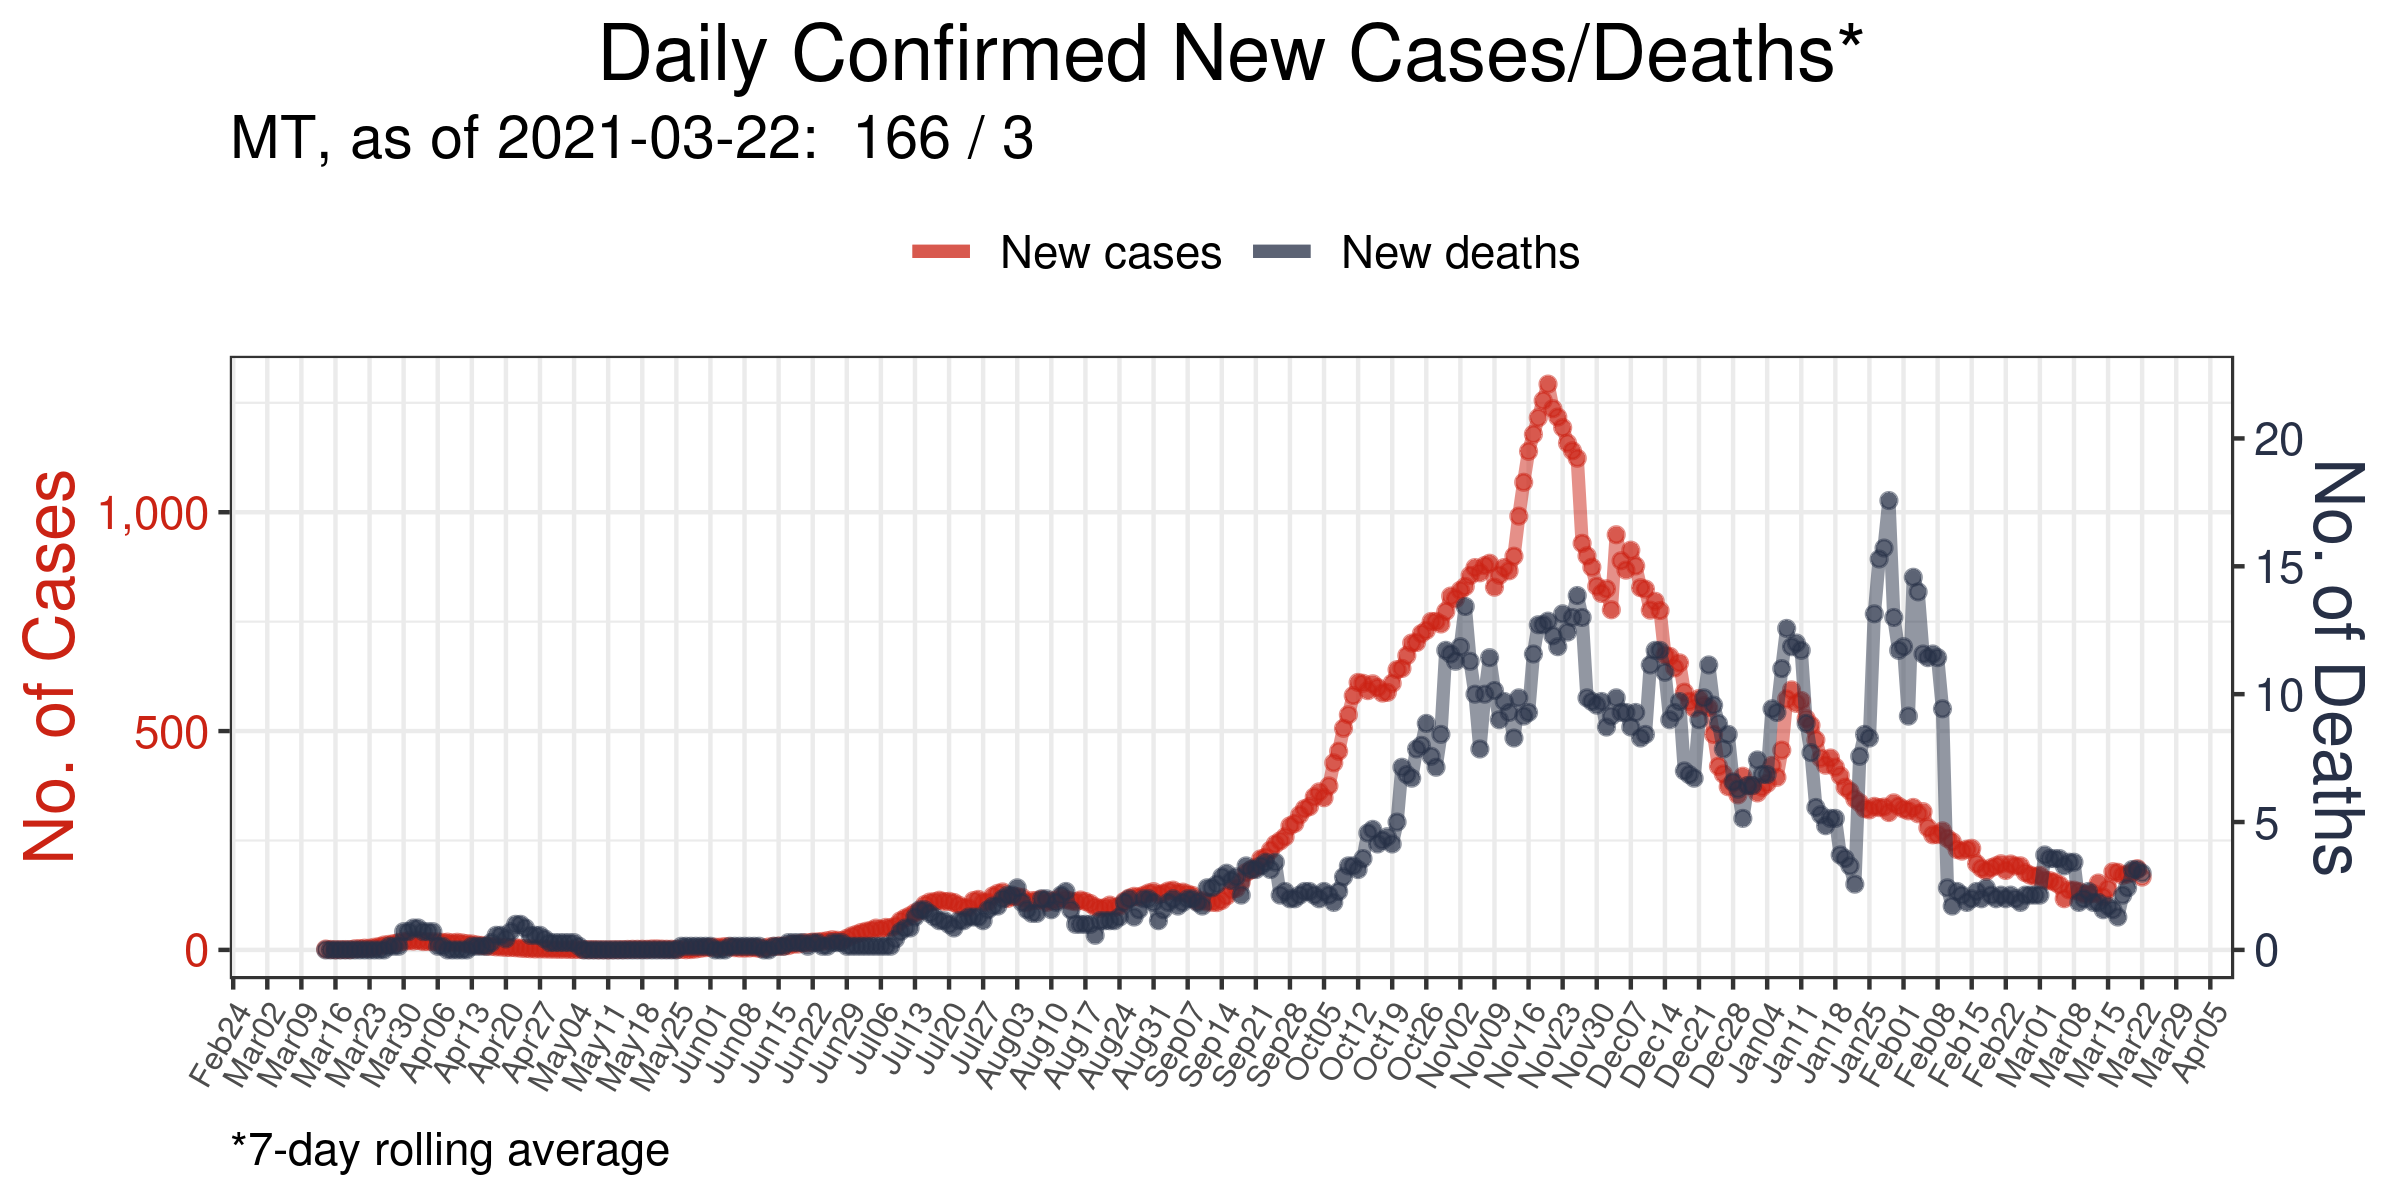 Daily Confirmed New Cases/Deaths*
MT, as of 2021-03-22:  166 / 3
New cases
New deaths
No. of Cases
1,000
500
0
20
15
10
5
0
No. of Deaths
Feb24
Mar02
Mar09
Mar16
Mar23
Mar30
Apr06
Apr13
Apr20
Apr27
May04
May11
May18
May25
Jun01
Jun08
Jun15
Jun22
Jun29
Jul06
Jul13
Jul20
Jul27
Aug03
Aug10
Aug17
Aug24
Aug31
Sep07
Sep14
Sep21
Sep28
Oct05
Oct12
Oct19
Oct26
Nov02
Nov09
Nov16
Nov23
Nov30
Dec07
Dec14
Dec21
Dec28
Jan04
Jan11
Jan18
Jan25
Feb01
Feb08
Feb15
Feb22
Mar01
Mar08
Mar15
Mar22
Mar29
Apr05
*7-day rolling average